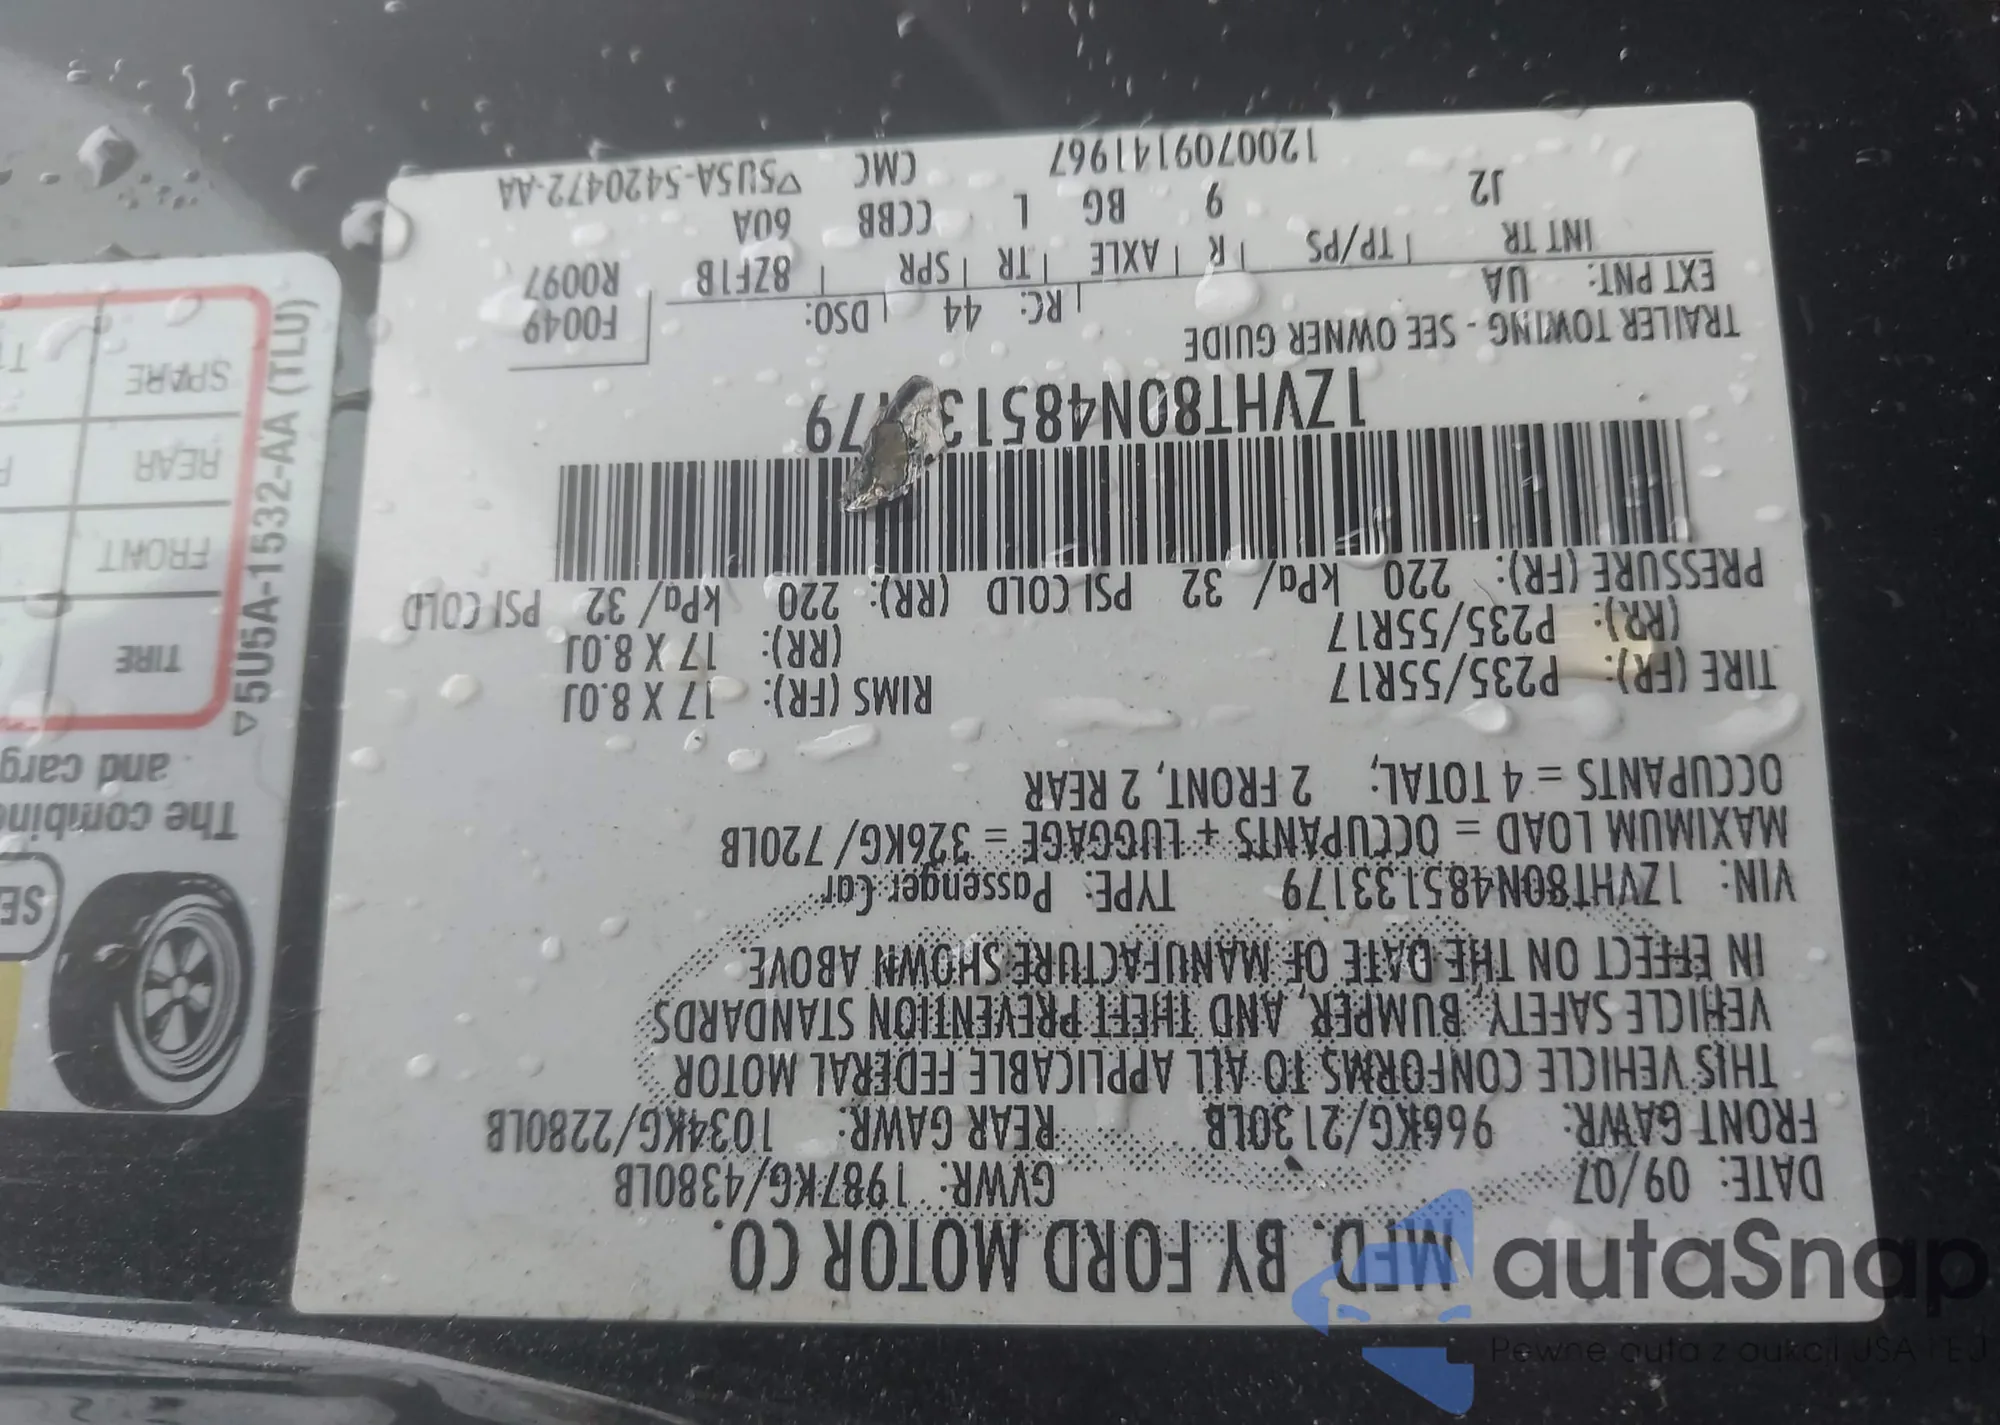 MFD. BY FORD MOTOR CO.
DATE: 09/07 GVWR: 1987KG/4380LB
FRONT GAWR: 966KG/2130LB REAR GAWR: 1034KG/2280LB
THIS VEHICLE CONFORMS TO ALL APPLICABLE FEDERAL MOTOR
VEHICLE SAFETY, BUMPER, AND THEFT PREVENTION STANDARDS
IN EFFECT ON THE DATE OF MANUFACTURE SHOWN ABOVE.
VIN: 1ZVHT80N485133179 TYPE: Passenger Car
MAXIMUM LOAD = OCCUPANTS + LUGGAGE = 326KG/720LB
OCCUPANTS = 4 TOTAL; 2 FRONT, 2 REAR
TIRE (FR): P235/55R17 RIMS (FR): 17 X 8.0J
(RR): P235/55R17 (RR): 17 X 8.0J
PRESSURE (FR): 220 kPa/ 32 PSI COLD (RR): 220 kPa/ 32 PSI COLD
TRAILER TOWING - SEE OWNER GUIDE
EXT PNT: UA RC: 44 DSO: F0049
INT TR TP/PS R AXLE TR SPR 8ZF1B R0097
J2 9 BG L CCBB 60A
1200709141967 CMC ▽5U5A-5420472-AA
The
TIRE
FRONT
REAR
SPARE
▽5U5A-1532-AA (TLU)
autaSnap
Pewne auta z aukcji USA i EJ